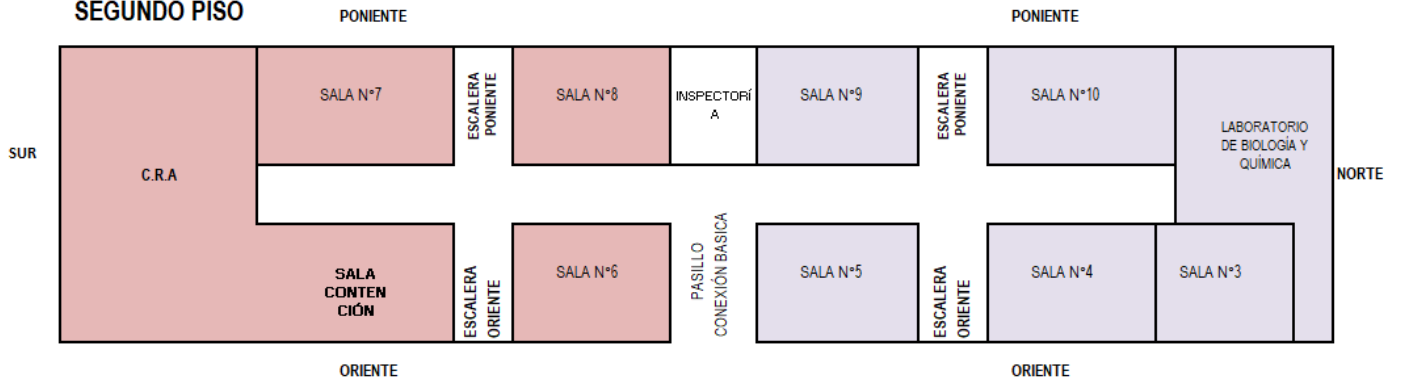 SEGUNDO PISO
PONIENTE
PONIENTE
SALA N°7
ESCALERA
PONIENTE
SALA N°8
INSPECTORÍ
A
SALA N°9
ESCALERA
PONIENTE
SALA N°10
LABORATORIO
DE BIOLOGÍA Y
QUÍMICA
SUR
C.R.A
NORTE
SALA
CONTEN
CIÓN
ESCALERA
ORIENTE
SALA N°6
PASILLO
CONEXIÓN BASICA
SALA N°5
ESCALERA
ORIENTE
SALA N°4
SALA N°3
ORIENTE
ORIENTE